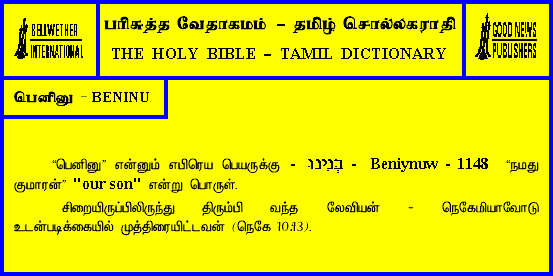 BELLWETHER
INTERNATIONAL
பரிசுத்த வேதாகமம் – தமிழ் சொல்லகராதி
THE HOLY BIBLE – TAMIL DICTIONARY
GOOD NEWS
PUBLISHERS
பெனினு – BENINU
“பெனினு” என்னும் எபிரெய பெயருக்கு - בְּנִינוּ - Beniynuw - 1148 “நமது
குமாரன்” "our son" என்று பொருள்.
சிறையிருப்பிலிருந்து திரும்பி வந்த லேவியன் - நெகேமியாவோடு
உடன்படிக்கையில் முத்திரையிட்டவன் (நெகே 10:13).